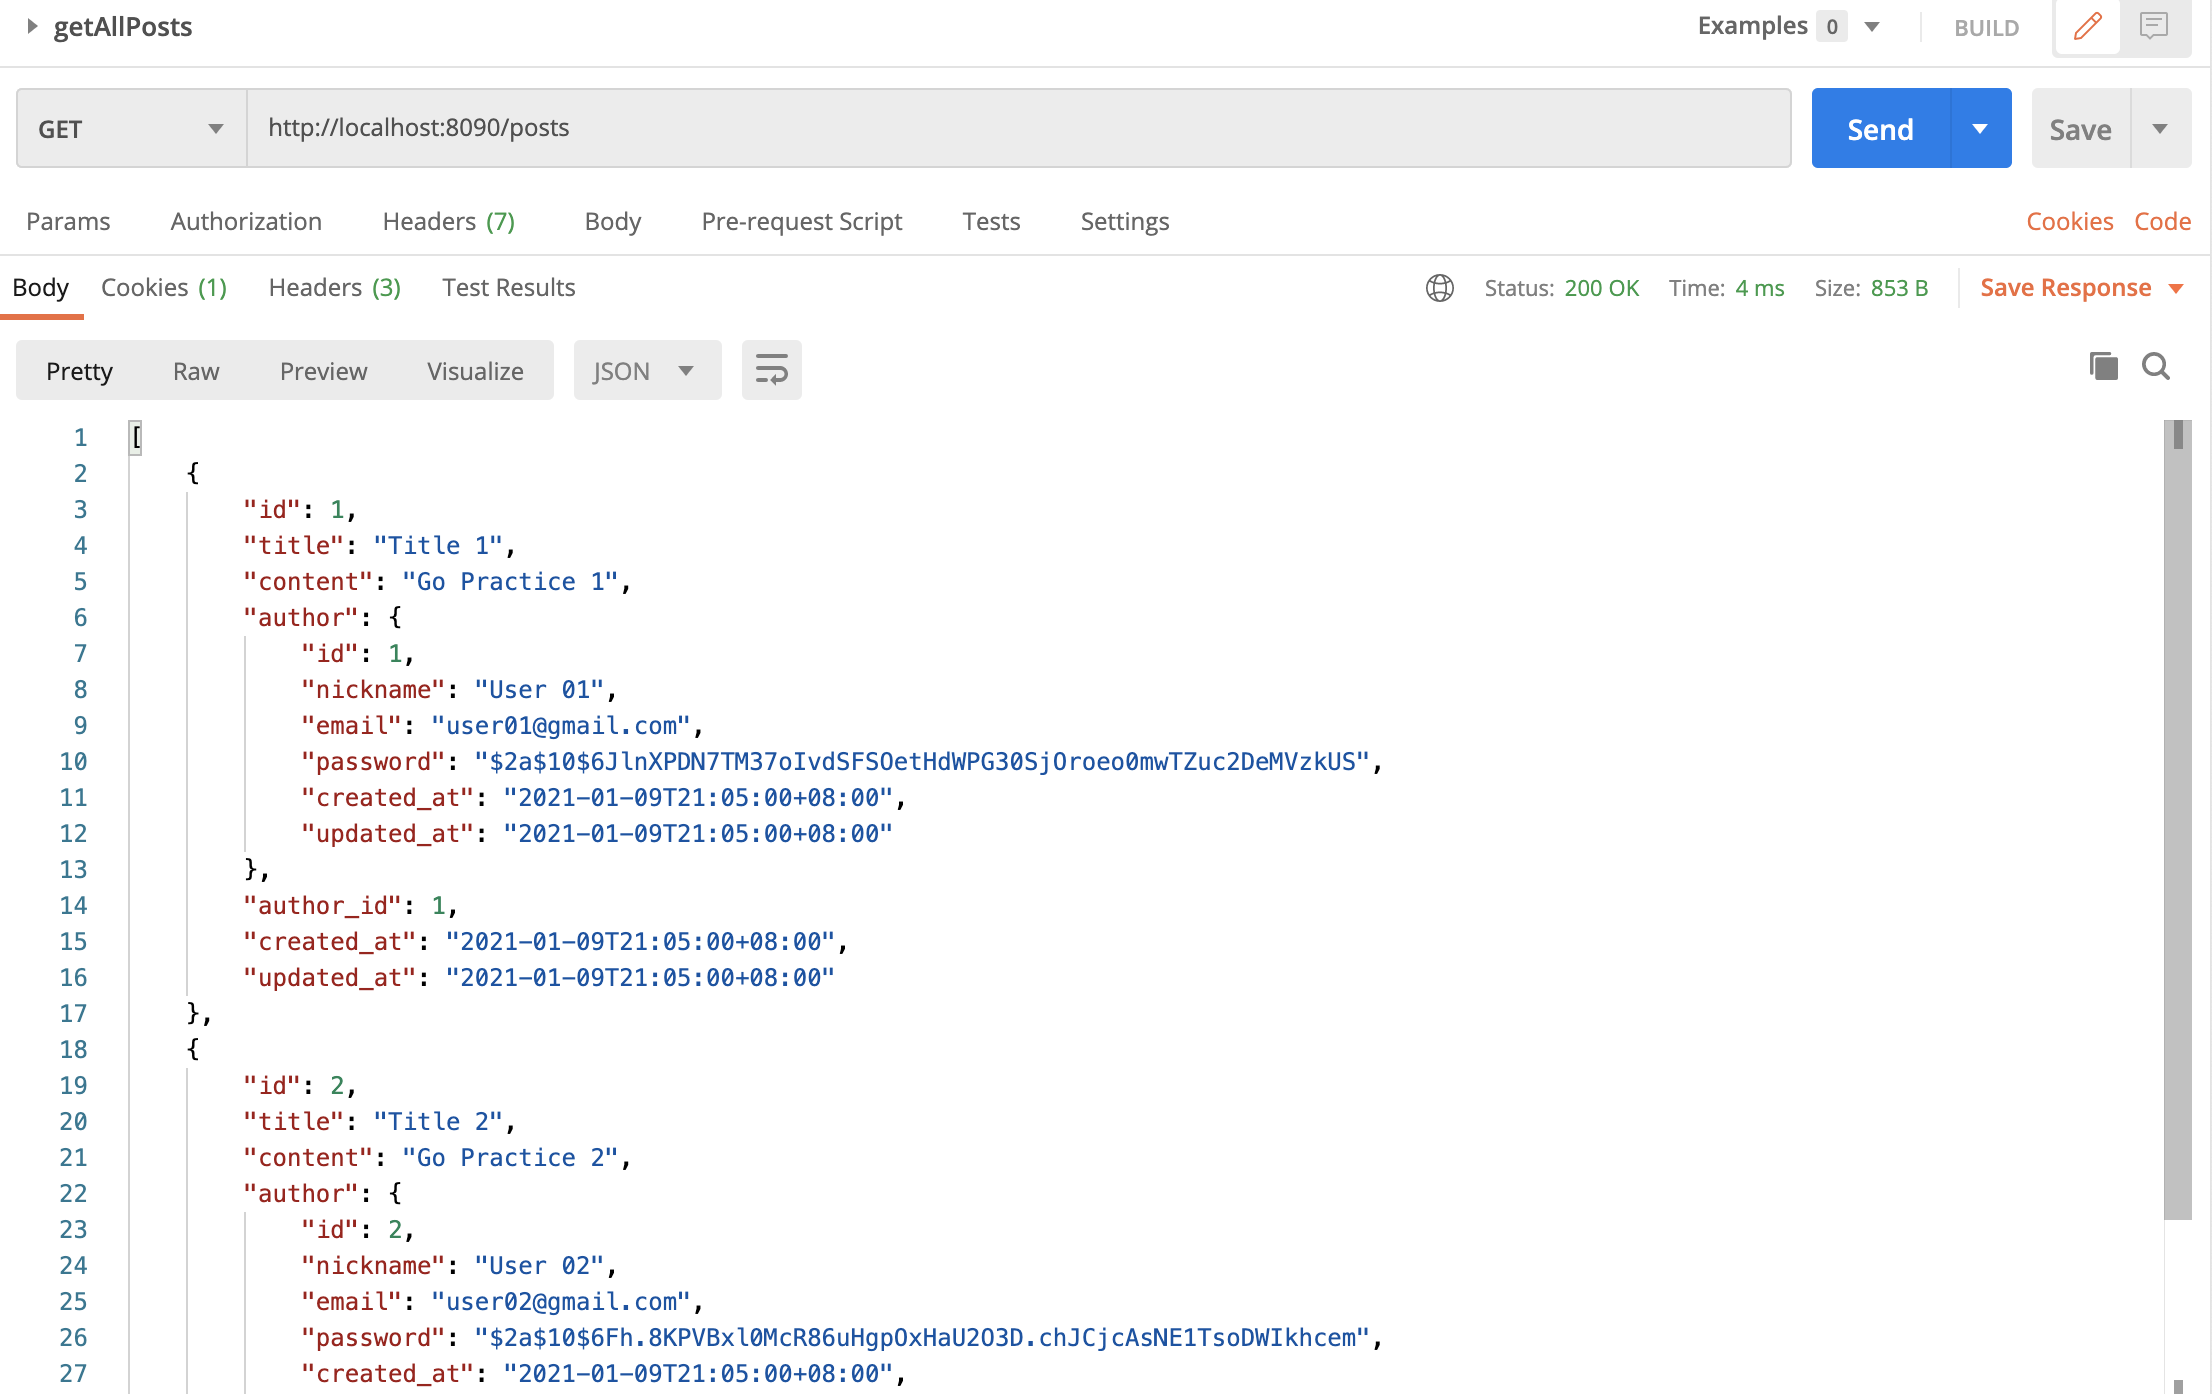 getAllPosts
Examples 0
BUILD
GET
http://localhost:8090/posts
Send
Save
Params Authorization Headers (7) Body Pre-request Script Tests Settings Cookies Code
Body Cookies (1) Headers (3) Test Results Status: 200 OK Time: 4 ms Size: 853 B Save Response
Pretty Raw Preview Visualize JSON
1 [
2 {
3 "id": 1,
4 "title": "Title 1",
5 "content": "Go Practice 1",
6 "author": {
7 "id": 1,
8 "nickname": "User 01",
9 "email": "user01@gmail.com",
10 "password": "$2a$10$6JlnXPDN7TM37oIvdSFSOetHdWPG30SjOroeo0mwTZuc2DeMVzkUS",
11 "created_at": "2021-01-09T21:05:00+08:00",
12 "updated_at": "2021-01-09T21:05:00+08:00"
13 },
14 "author_id": 1,
15 "created_at": "2021-01-09T21:05:00+08:00",
16 "updated_at": "2021-01-09T21:05:00+08:00"
17 },
18 {
19 "id": 2,
20 "title": "Title 2",
21 "content": "Go Practice 2",
22 "author": {
23 "id": 2,
24 "nickname": "User 02",
25 "email": "user02@gmail.com",
26 "password": "$2a$10$6Fh.8KPVBxl0McR86uHgpOxHaU2O3D.chJCjcAsNE1TsoDWIkhcem",
27 "created_at": "2021-01-09T21:05:00+08:00",